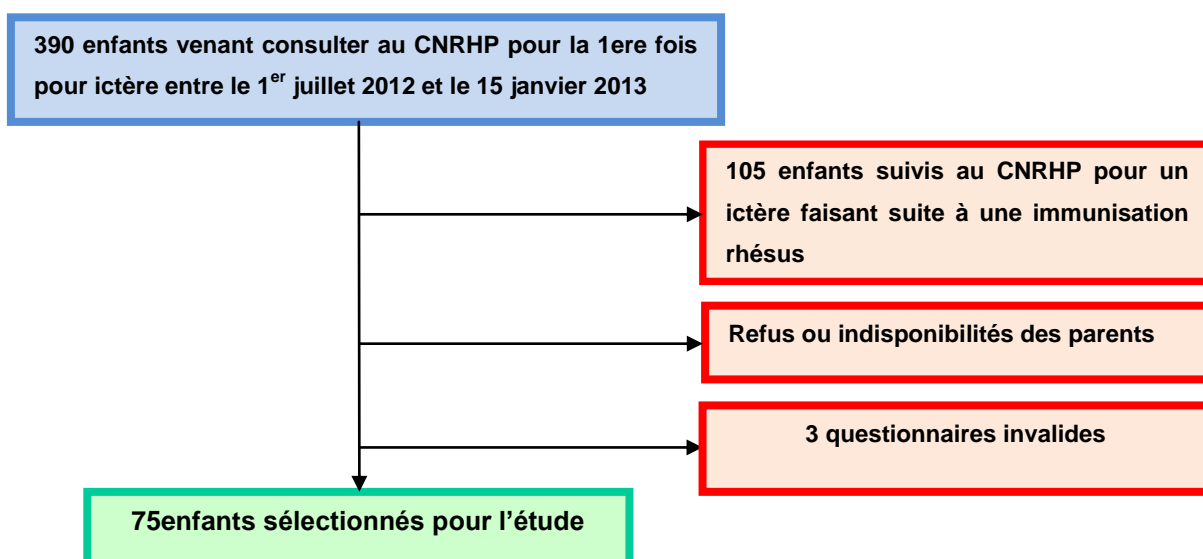 390 enfants venant consulter au CNRHP pour la 1ere fois
pour ictère entre le 1er juillet 2012 et le 15 janvier 2013
105 enfants suivis au CNRHP pour un
ictère faisant suite à une immunisation
rhésus
Refus ou indisponibilités des parents
3 questionnaires invalides
75enfants sélectionnés pour l'étude